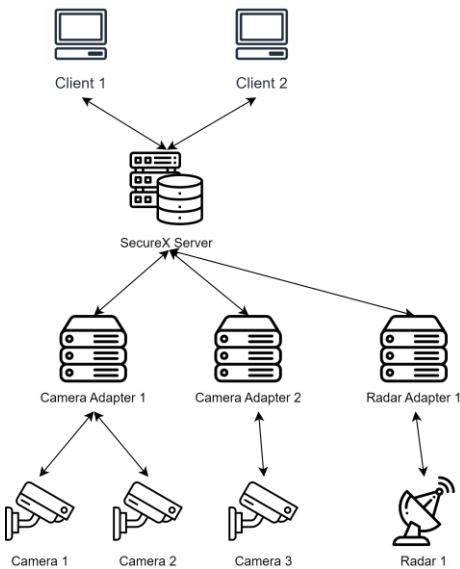 Client 1
Client 2
SecureX Server
Camera Adapter 1
Camera Adapter 2
Radar Adapter 1
Camera 1
Camera 2
Camera 3
Radar 1